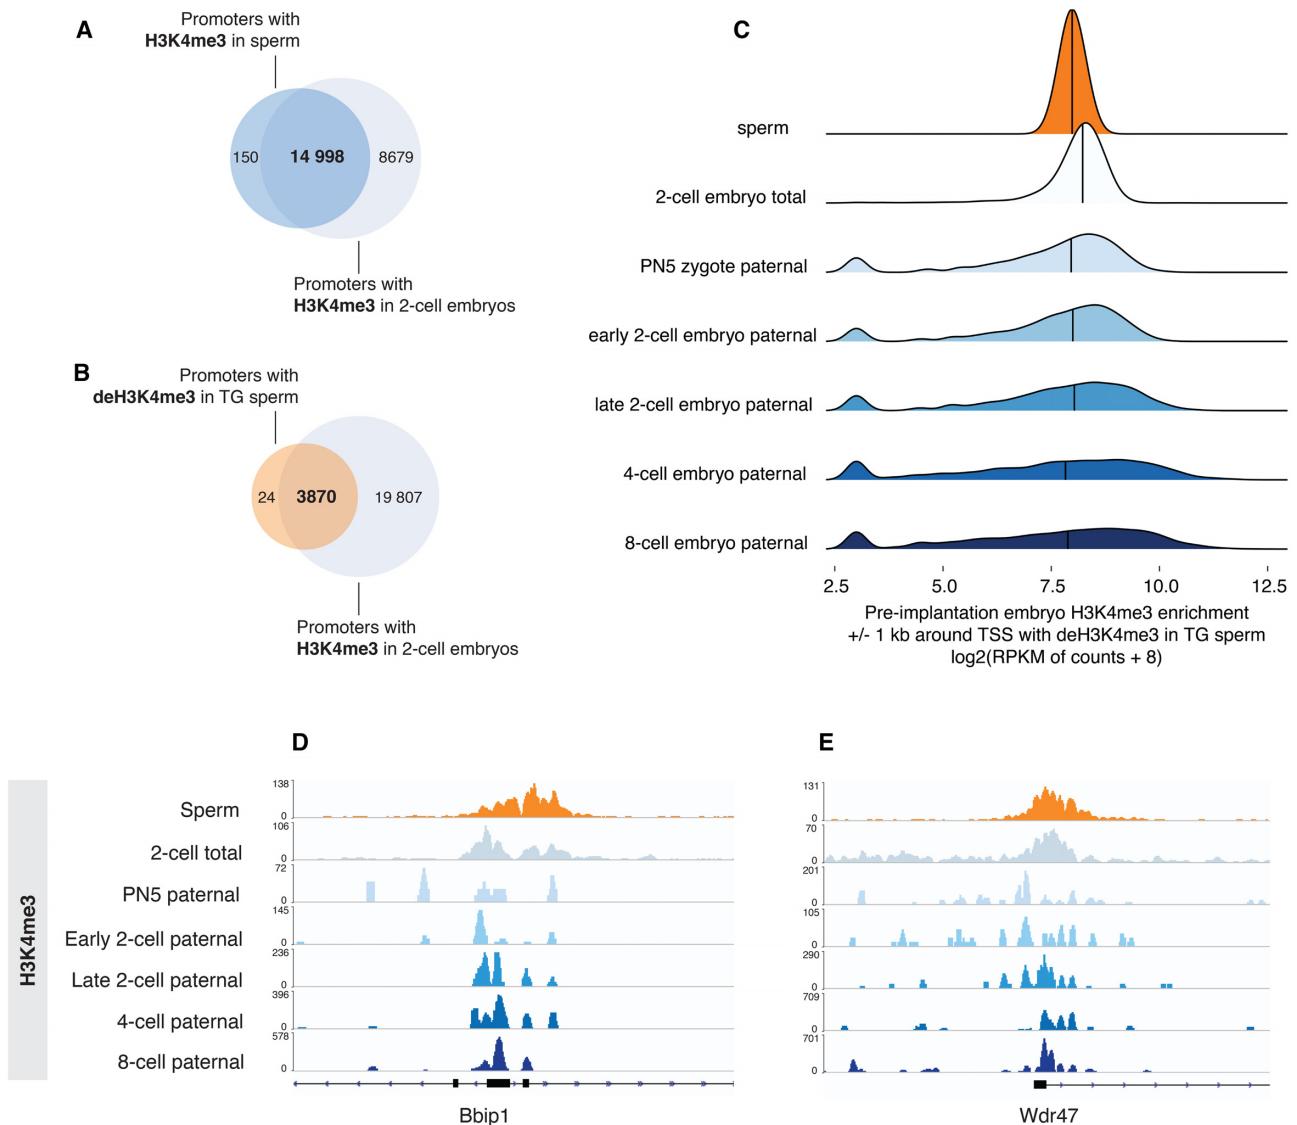 A
Promoters with
H3K4me3 in sperm
150
14 998
8679
Promoters with
H3K4me3 in 2-cell embryos
B
Promoters with
deH3K4me3 in TG sperm
24
3870
19 807
Promoters with
H3K4me3 in 2-cell embryos
C
sperm
2-cell embryo total
PN5 zygote paternal
early 2-cell embryo paternal
late 2-cell embryo paternal
4-cell embryo paternal
8-cell embryo paternal
2.5 5.0 7.5 10.0 12.5
Pre-implantation embryo H3K4me3 enrichment
+/- 1 kb around TSS with deH3K4me3 in TG sperm
log2(RPKM of counts + 8)
H3K4me3
Sperm
2-cell total
PN5 paternal
Early 2-cell paternal
Late 2-cell paternal
4-cell paternal
8-cell paternal
D
138
0
106
0
72
0
145
0
236
0
396
0
578
0
Bbip1
E
131
0
70
0
201
0
105
0
290
0
709
0
701
0
Wdr47